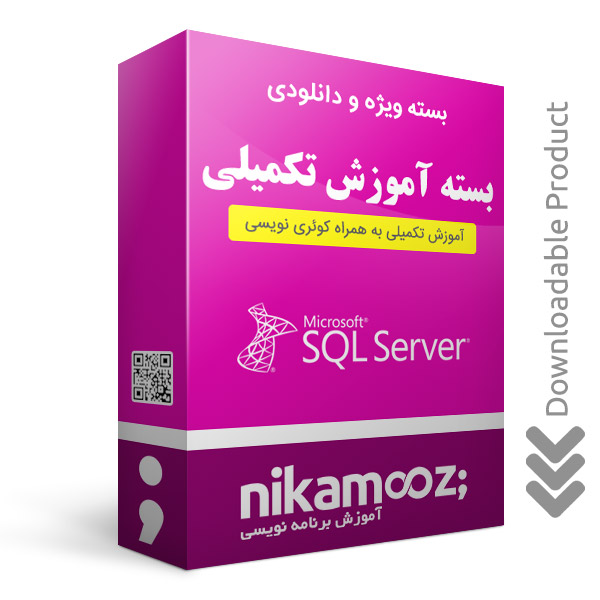 بسته ویژه و دانلودی
بسته آموزش تکمیلی
آموزش تکمیلی به همراه کوئری نویسی
Microsoft®
SQL Server®
nikamooz;
آموزش برنامه نویسی
;
Downloadable Product